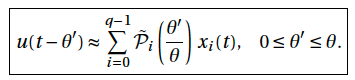 u(t − θ′) ≈ ∑_{i=0}^{q−1} 𝒫̃_i (θ′/θ) x_i(t),   0 ≤ θ′ ≤ θ.